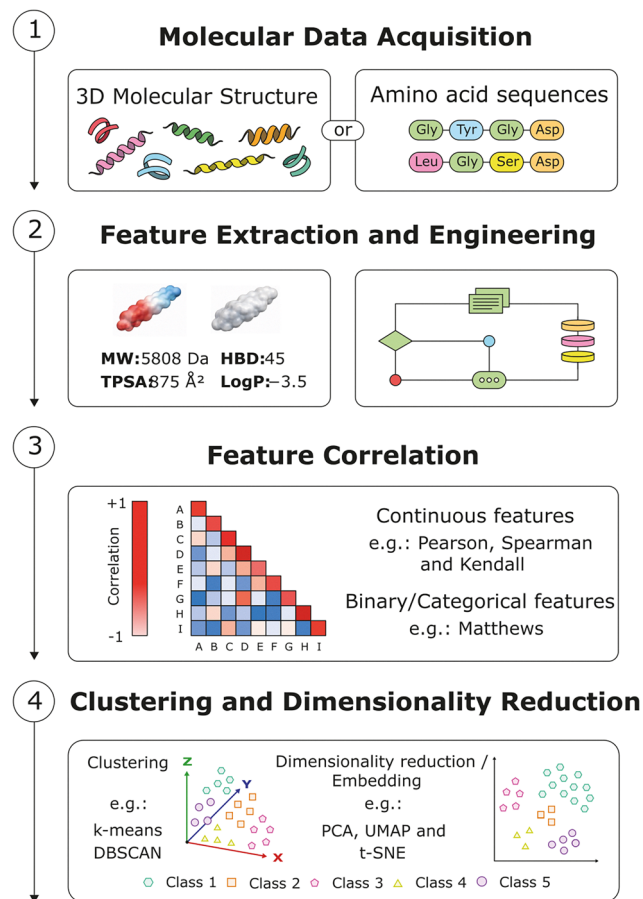 1
Molecular Data Acquisition
3D Molecular Structure
or
Amino acid sequences
Gly Tyr Gly Asp
Leu Gly Ser Asp
2
Feature Extraction and Engineering
MW:5808 Da HBD:45
TPSA:875 Å² LogP:−3.5
3
Feature Correlation
+1
Correlation
-1
A
B
C
D
E
F
G
H
I
A B C D E F G H I
Continuous features
e.g.: Pearson, Spearman
and Kendall
Binary/Categorical features
e.g.: Matthews
4
Clustering and Dimensionality Reduction
Clustering
e.g.:
k-means
DBSCAN
Z
Y
X
Dimensionality reduction /
Embedding
e.g.:
PCA, UMAP and
t-SNE
Class 1 Class 2 Class 3 Class 4 Class 5